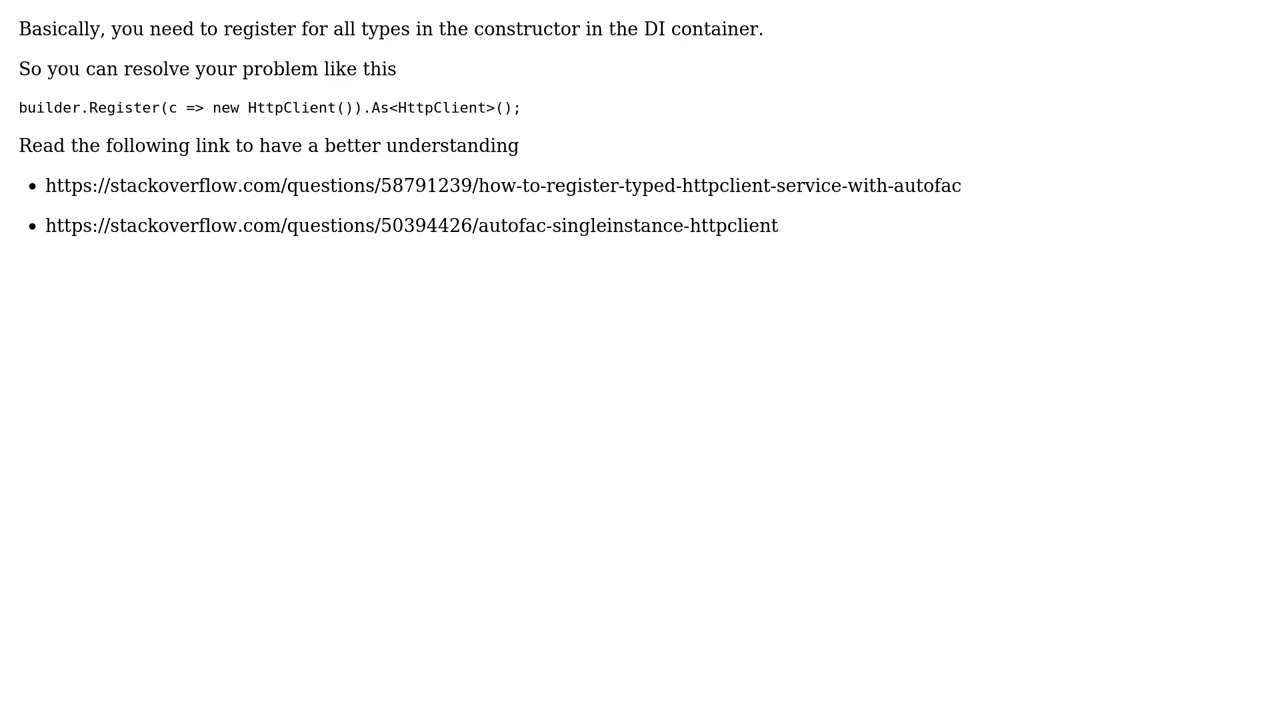 Basically, you need to register for all types in the constructor in the DI container.
So you can resolve your problem like this
builder.Register(c => new HttpClient()).As<HttpClient>();
Read the following link to have a better understanding
• https://stackoverflow.com/questions/58791239/how-to-register-typed-httpclient-service-with-autofac
• https://stackoverflow.com/questions/50394426/autofac-singleinstance-httpclient